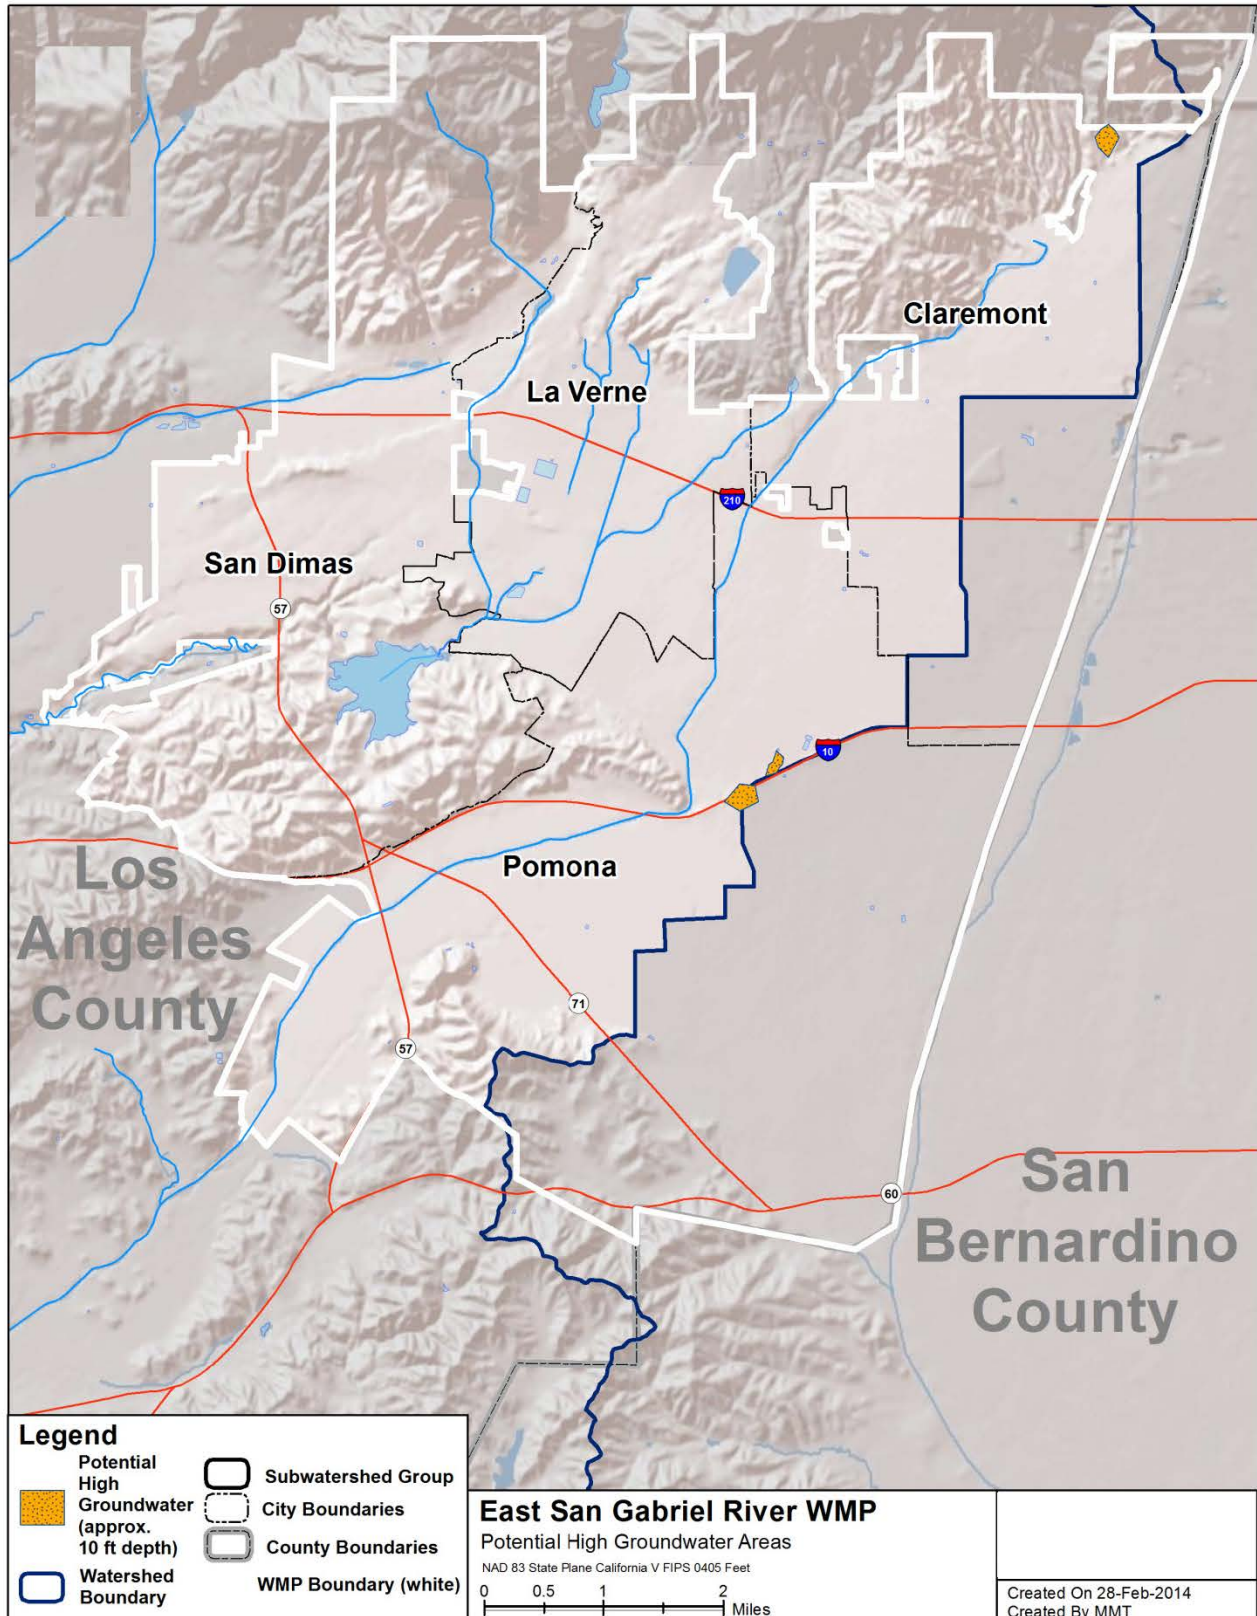 Claremont
La Verne
210
San Dimas
57
10
Los
Angeles
County
Pomona
71
57
San
Bernardino
County
60
Legend
Potential
High
Groundwater
(approx.
10 ft depth)
Watershed
Boundary
Subwatershed Group
City Boundaries
County Boundaries
WMP Boundary (white)
East San Gabriel River WMP
Potential High Groundwater Areas
NAD 83 State Plane California V FIPS 0405 Feet
0 0.5 1 2
Miles
Created On 28-Feb-2014
Created By MMT